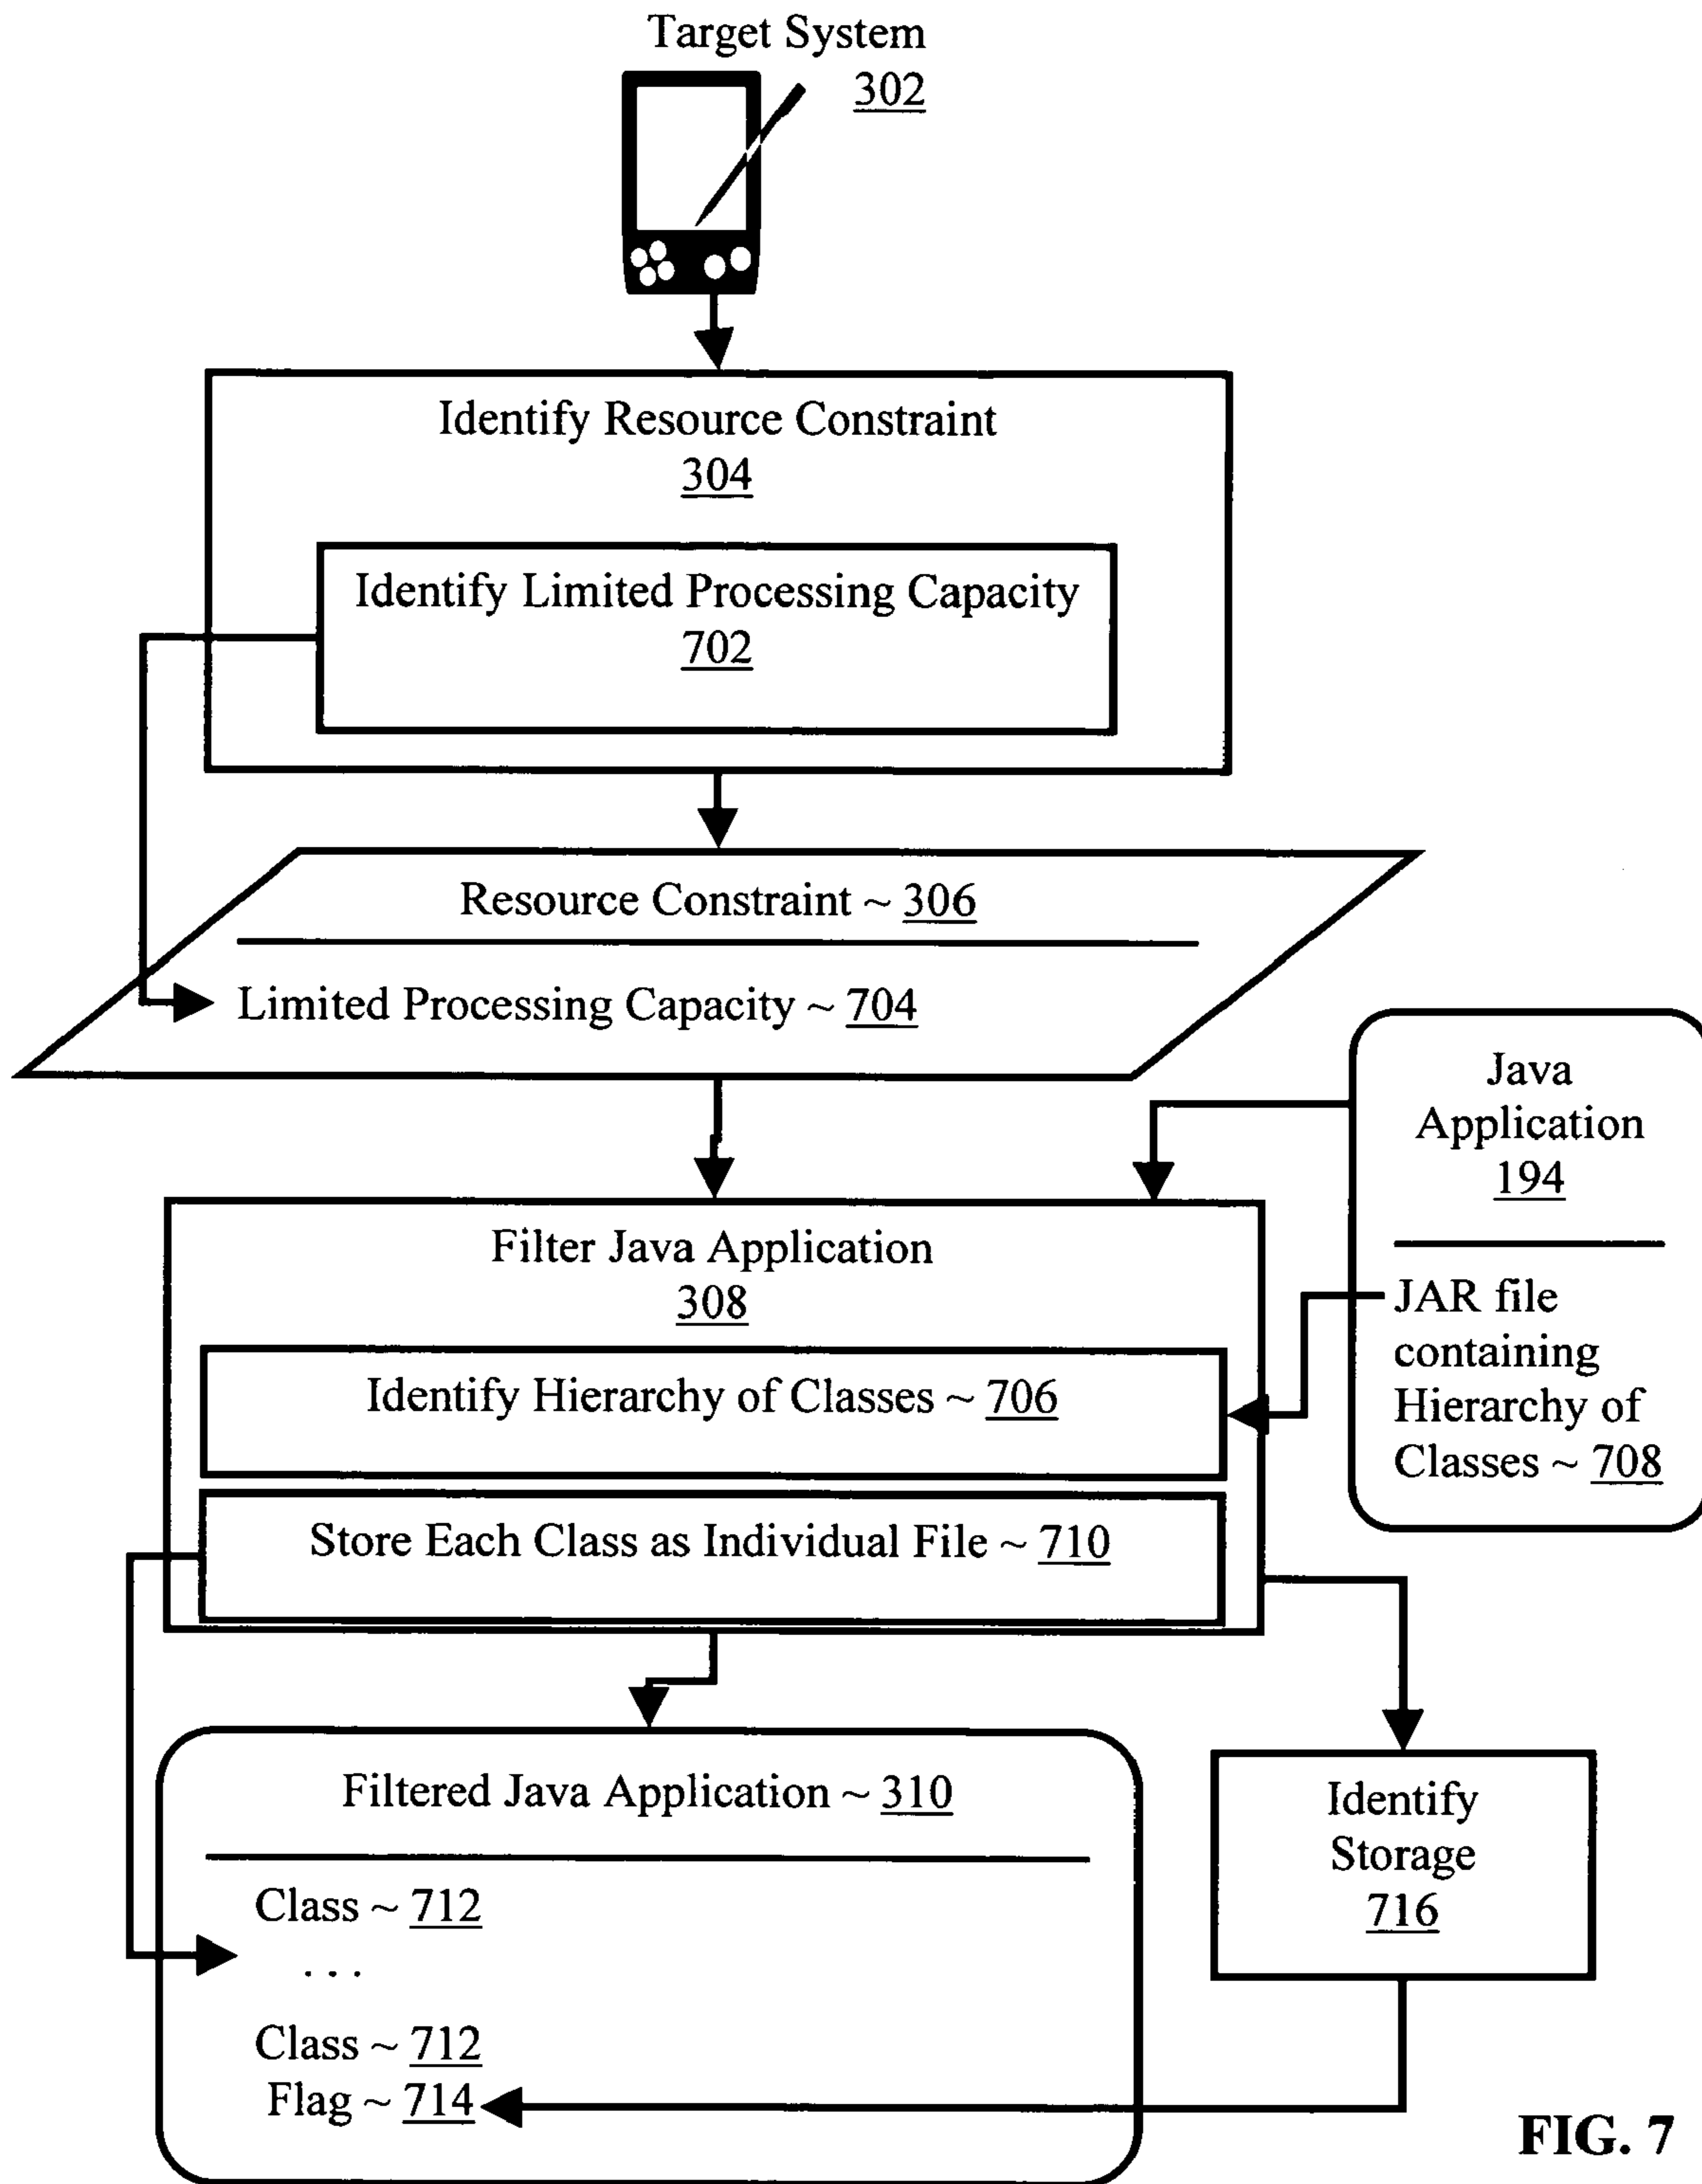 Target System
302
Identify Resource Constraint
304
Identify Limited Processing Capacity
702
Resource Constraint ~ 306
Limited Processing Capacity ~ 704
Java
Application
194
JAR file
containing
Hierarchy of
Classes ~ 708
Filter Java Application
308
Identify Hierarchy of Classes ~ 706
Store Each Class as Individual File ~ 710
Filtered Java Application ~ 310
Class ~ 712
. . .
Class ~ 712
Flag ~ 714
Identify
Storage
716
FIG. 7